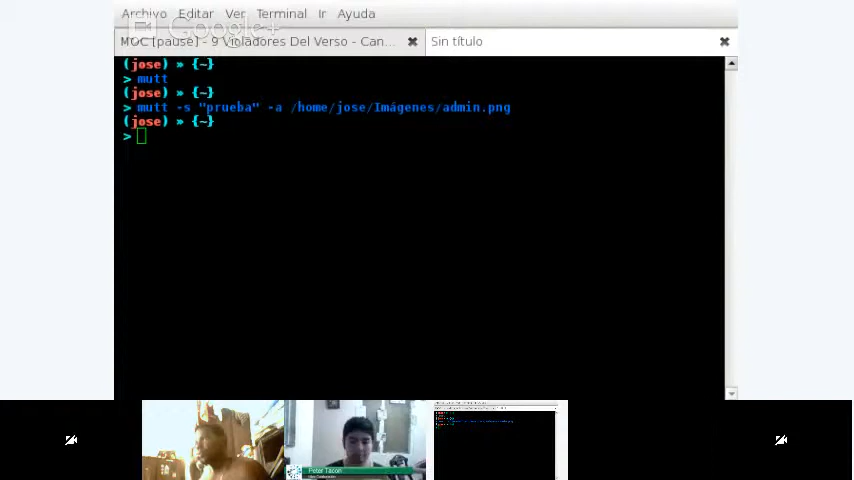 Archivo Editar Ver Terminal Ir Ayuda
Google+
MOC [pause] - 9 Violadores Del Verso - Can...
Sin título
(jose) » {~}
> mutt
(jose) » {~}
> mutt -s "prueba" -a /home/jose/Imágenes/admin.png
(jose) » {~}
>
Peter Tacon